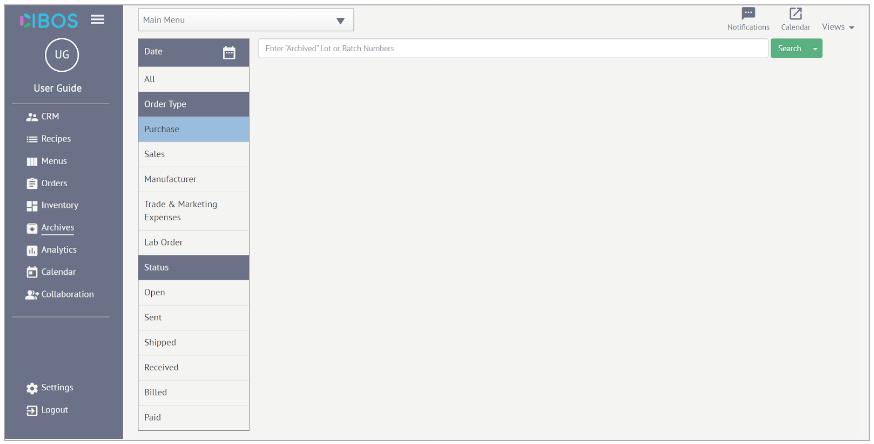 CIBOS
UG
User Guide
CRM
Recipes
Menus
Orders
Inventory
Archives
Analytics
Calendar
Collaboration
Settings
Logout
Main Menu
Notifications
Calendar
Views
Date
All
Order Type
Purchase
Sales
Manufacturer
Trade & Marketing
Expenses
Lab Order
Status
Open
Sent
Shipped
Received
Billed
Paid
Enter "Archived" Lot or Batch Numbers
Search